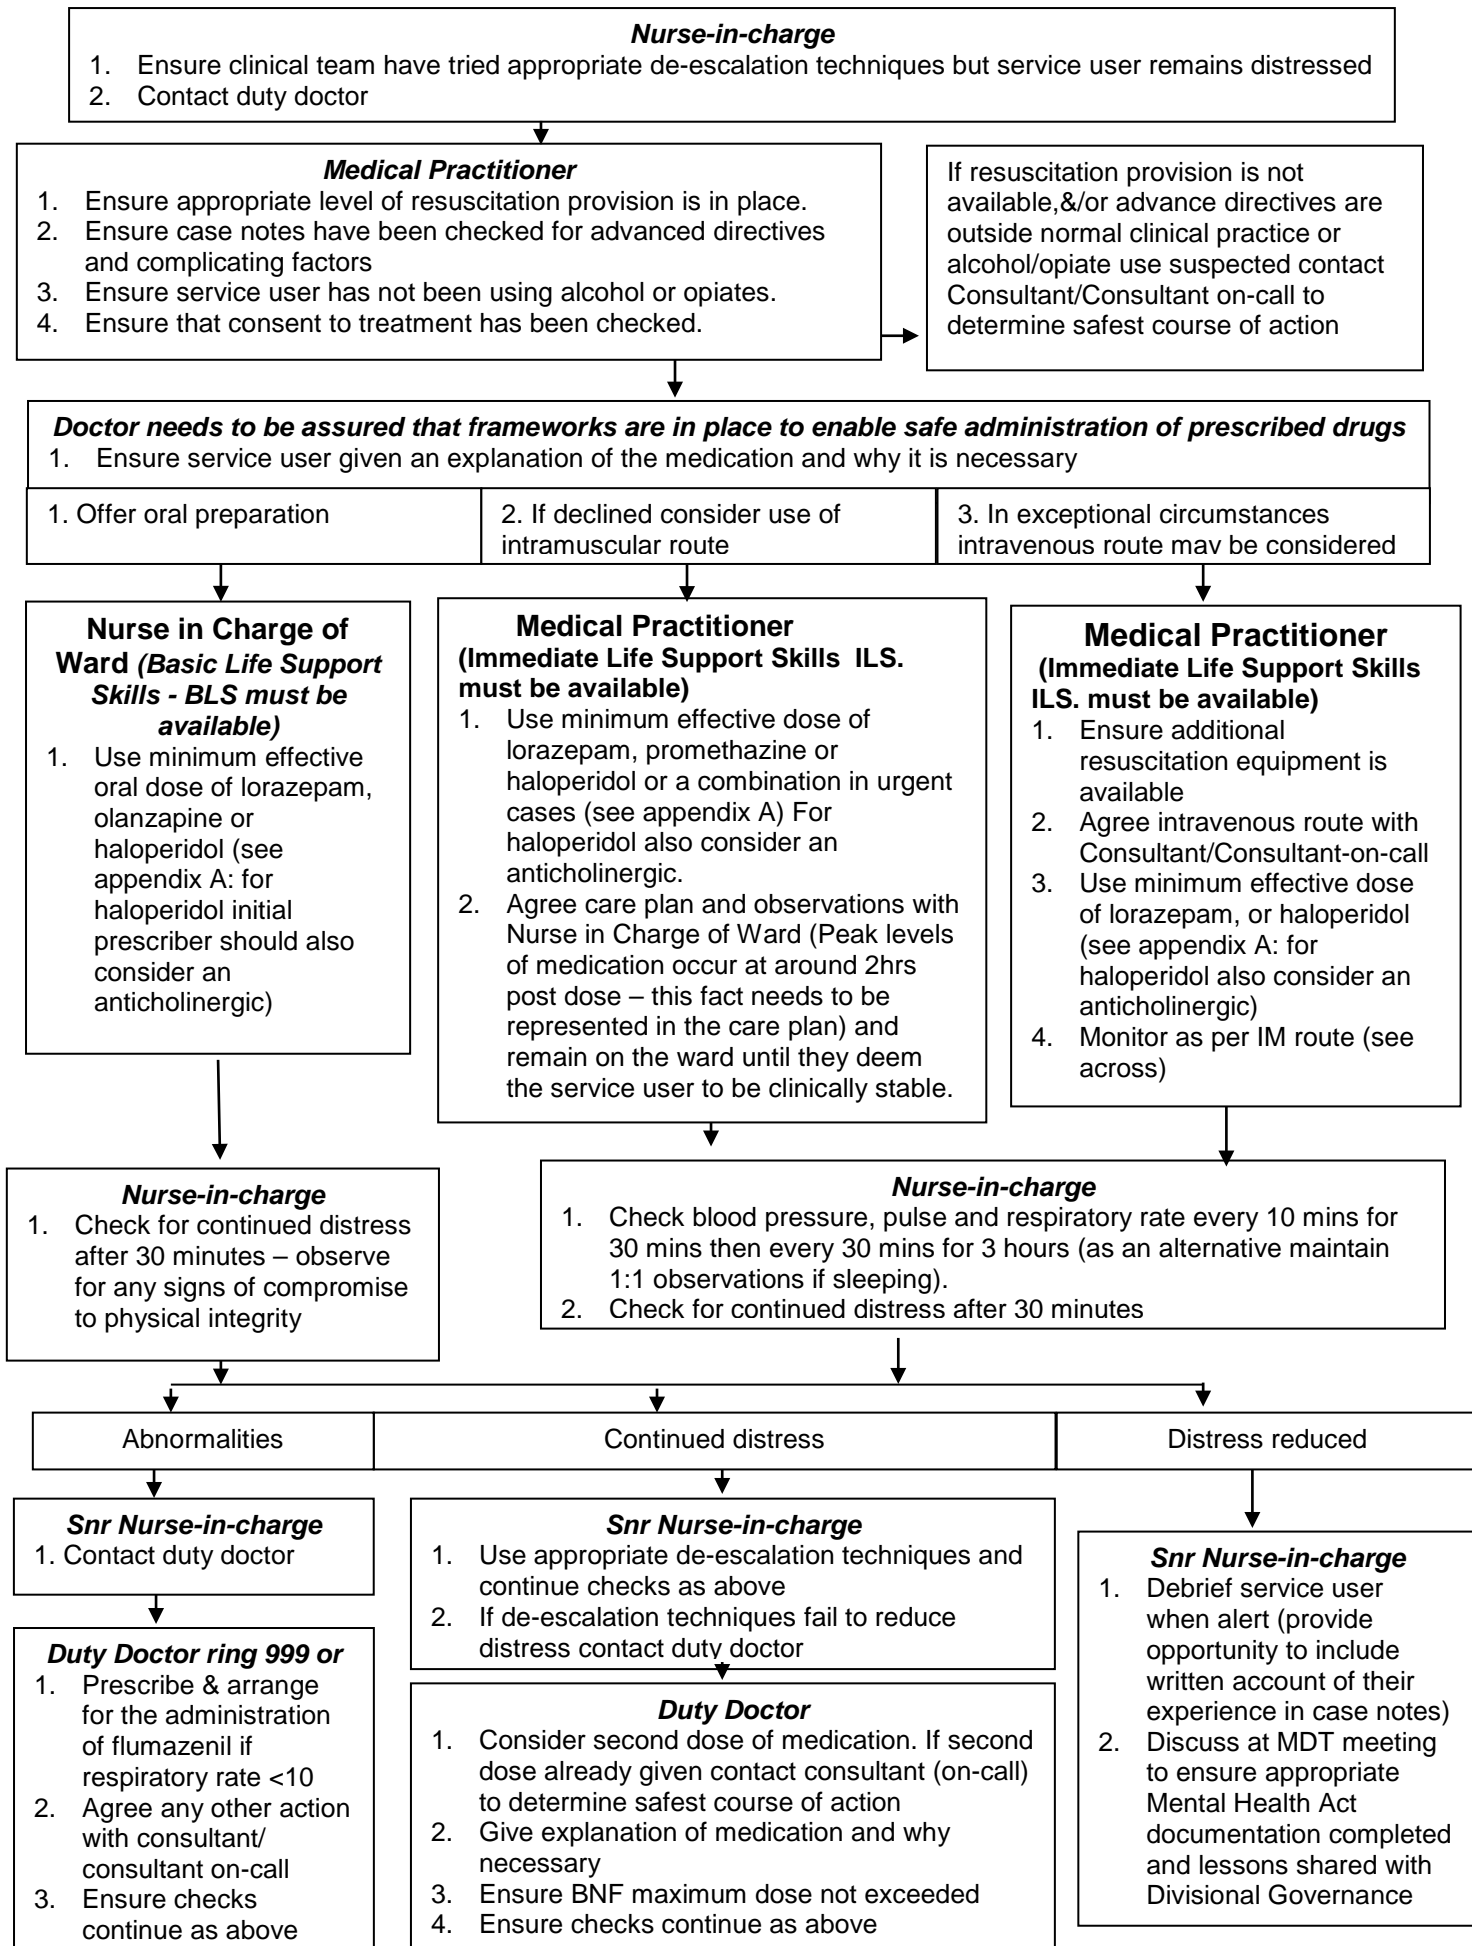 Nurse-in-charge
1. Ensure clinical team have tried appropriate de-escalation techniques but service user remains distressed
2. Contact duty doctor
Medical Practitioner
1. Ensure appropriate level of resuscitation provision is in place.
2. Ensure case notes have been checked for advanced directives
and complicating factors
3. Ensure service user has not been using alcohol or opiates.
4. Ensure that consent to treatment has been checked.
If resuscitation provision is not
available,&/or advance directives are
outside normal clinical practice or
alcohol/opiate use suspected contact
Consultant/Consultant on-call to
determine safest course of action
Doctor needs to be assured that frameworks are in place to enable safe administration of prescribed drugs
1. Ensure service user given an explanation of the medication and why it is necessary
1. Offer oral preparation
2. If declined consider use of
intramuscular route
3. In exceptional circumstances
intravenous route may be considered
Nurse in Charge of
Ward (Basic Life Support
Skills - BLS must be
available)
1. Use minimum effective
oral dose of lorazepam,
olanzapine or
haloperidol (see
appendix A: for
haloperidol initial
prescriber should also
consider an
anticholinergic)
Medical Practitioner
(Immediate Life Support Skills ILS.
must be available)
1. Use minimum effective dose of
lorazepam, promethazine or
haloperidol or a combination in urgent
cases (see appendix A) For
haloperidol also consider an
anticholinergic.
2. Agree care plan and observations with
Nurse in Charge of Ward (Peak levels
of medication occur at around 2hrs
post dose – this fact needs to be
represented in the care plan) and
remain on the ward until they deem
the service user to be clinically stable.
Medical Practitioner
(Immediate Life Support Skills
ILS. must be available)
1. Ensure additional
resuscitation equipment is
available
2. Agree intravenous route with
Consultant/Consultant-on-call
3. Use minimum effective dose
of lorazepam, or haloperidol
(see appendix A: for
haloperidol also consider an
anticholinergic)
4. Monitor as per IM route (see
across)
Nurse-in-charge
1. Check for continued distress
after 30 minutes – observe
for any signs of compromise
to physical integrity
Nurse-in-charge
1. Check blood pressure, pulse and respiratory rate every 10 mins for
30 mins then every 30 mins for 3 hours (as an alternative maintain
1:1 observations if sleeping).
2. Check for continued distress after 30 minutes
Abnormalities
Continued distress
Distress reduced
Snr Nurse-in-charge
1. Contact duty doctor
Duty Doctor ring 999 or
1. Prescribe & arrange
for the administration
of flumazenil if
respiratory rate <10
2. Agree any other action
with consultant/
consultant on-call
3. Ensure checks
continue as above
Snr Nurse-in-charge
1. Use appropriate de-escalation techniques and
continue checks as above
2. If de-escalation techniques fail to reduce
distress contact duty doctor
Duty Doctor
1. Consider second dose of medication. If second
dose already given contact consultant (on-call)
to determine safest course of action
2. Give explanation of medication and why
necessary
3. Ensure BNF maximum dose not exceeded
4. Ensure checks continue as above
Snr Nurse-in-charge
1. Debrief service user
when alert (provide
opportunity to include
written account of their
experience in case notes)
2. Discuss at MDT meeting
to ensure appropriate
Mental Health Act
documentation completed
and lessons shared with
Divisional Governance